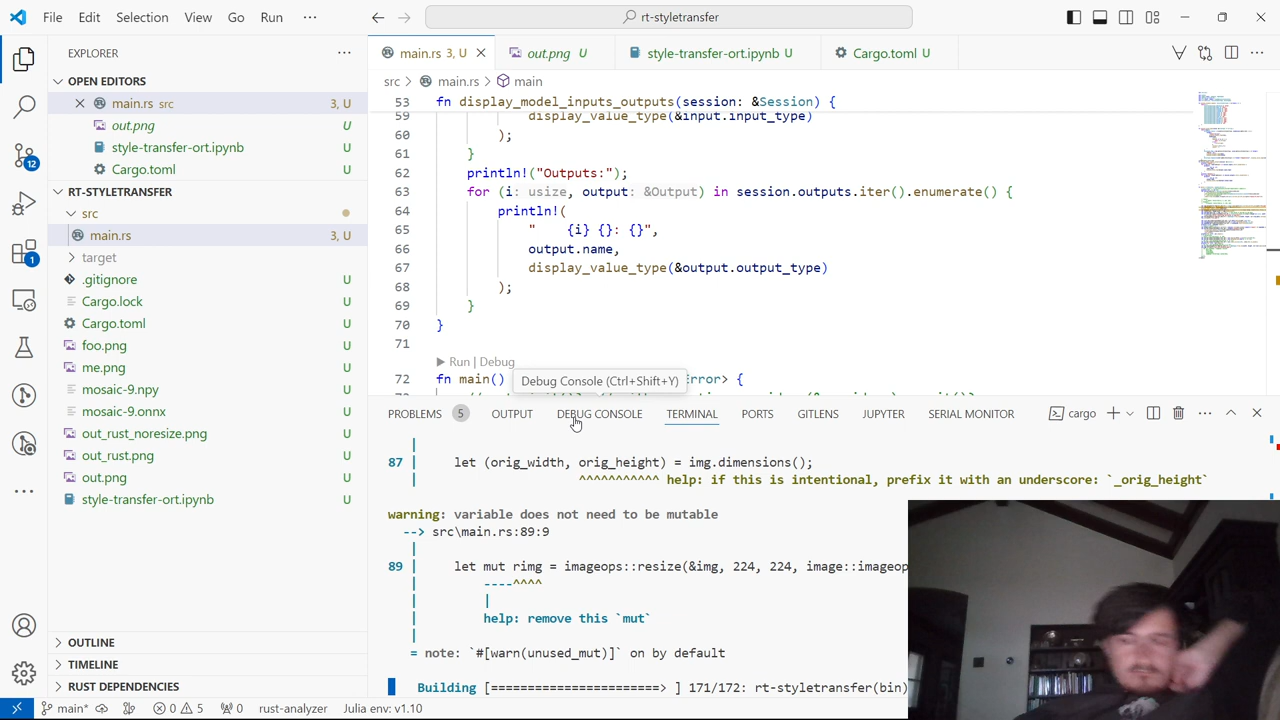 File Edit Selection View Go Run ··· rt-styletransfer
EXPLORER
OPEN EDITORS
main.rs src 3, U
out.png U
style-transfer-ort.ipynb U
Cargo.toml U
RT-STYLETRANSFER
src
main.rs 3, U
target
.gitignore U
Cargo.lock U
Cargo.toml U
foo.png U
me.png U
mosaic-9.npy U
mosaic-9.onnx U
out_rust_noresize.png U
out_rust.png U
out.png U
style-transfer-ort.ipynb U
OUTLINE
TIMELINE
RUST DEPENDENCIES
12
1
main.rs 3, U out.png U style-transfer-ort.ipynb U Cargo.toml U
src > main.rs > main
53 fn display_model_inputs_outputs(session: &Session) {
59 display_value_type(&input.input_type)
60 );
61 }
62 println!("Outputs:");
63 for (i: output: &Output) in session.outputs.iter().enumerate() {
64 println!(
65 {i} {}: {}",
66 .name,
67 display_value_type(&output.output_type)
68 );
69 }
70 }
71
Run | Debug
72 fn main() Error> {
Debug Console (Ctrl+Shift+Y)
PROBLEMS 5 OUTPUT DEBUG CONSOLE TERMINAL PORTS GITLENS JUPYTER SERIAL MONITOR cargo
87 | let (orig_width, orig_height) = img.dimensions();
| ^^^^^^^^^^^ help: if this is intentional, prefix it with an underscore: `_orig_height`
warning: variable does not need to be mutable
--> src\main.rs:89:9
|
89 | let mut rimg = imageops::resize(&img, 224, 224, image::imageop
| ----^^^^
| |
| help: remove this `mut`
|
= note: `#[warn(unused_mut)]` on by default
Building [=======================> ] 171/172: rt-styletransfer(bin)
main* 0 5 0 rust-analyzer Julia env: v1.10